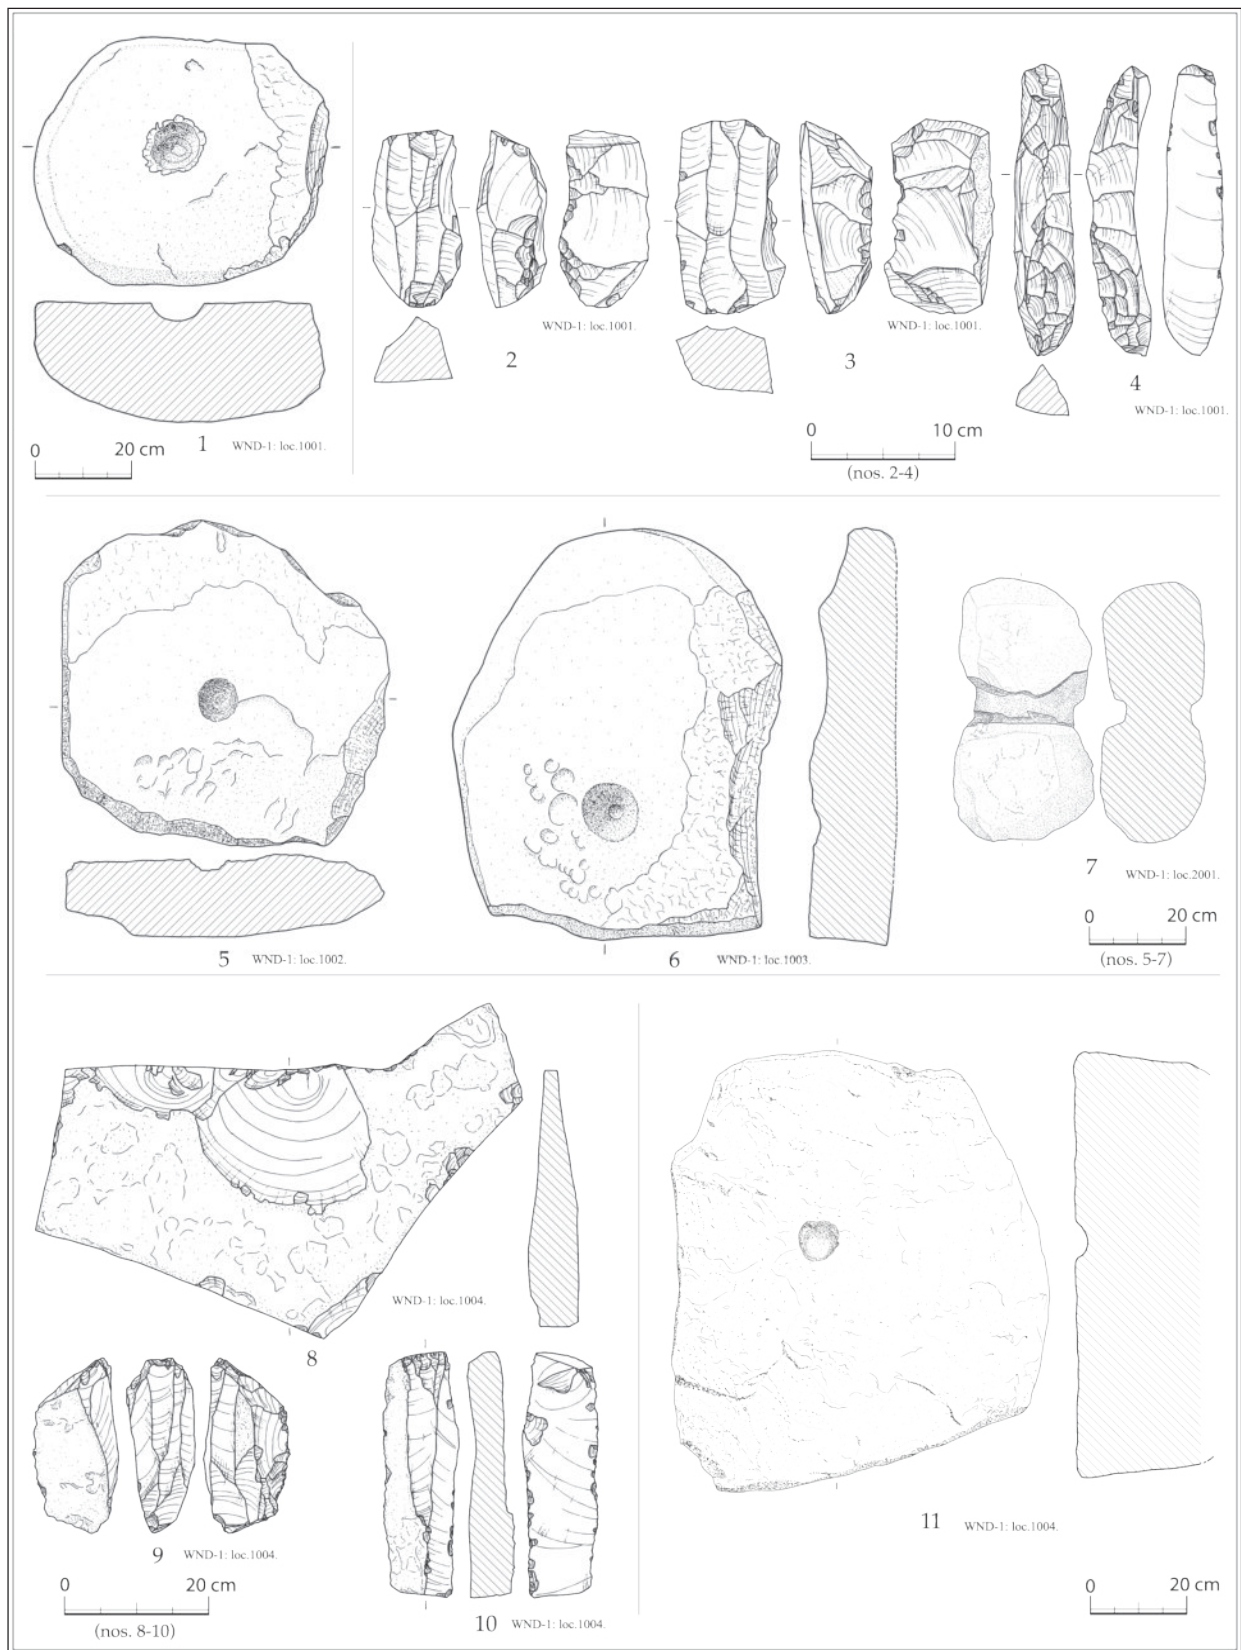 1 WND-1: loc.1001.
0 20 cm
WND-1: loc.1001.
2
WND-1: loc.1001.
3
4
WND-1: loc.1001.
0 10 cm
(nos. 2-4)
5 WND-1: loc.1002.
6 WND-1: loc.1003.
7 WND-1: loc.2001.
0 20 cm
(nos. 5-7)
WND-1: loc.1004.
8
9 WND-1: loc.1004.
0 20 cm
(nos. 8-10)
10 WND-1: loc.1004.
11 WND-1: loc.1004.
0 20 cm